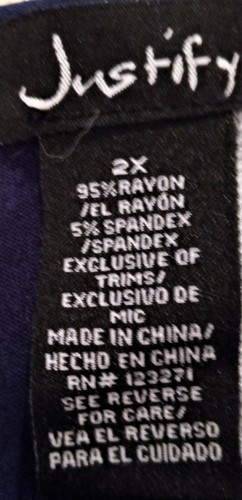 Justify
2X
95%RAYON
/EL RAYÓN
5% SPANDEX
/SPANDEX
EXCLUSIVE OF
TRIMS/
EXCLUSIVO DE
MIC
MADE IN CHINA/
HECHO EN CHINA
RN# 123271
SEE REVERSE
FOR CARE/
VEA EL REVERSO
PARA EL CUIDADO